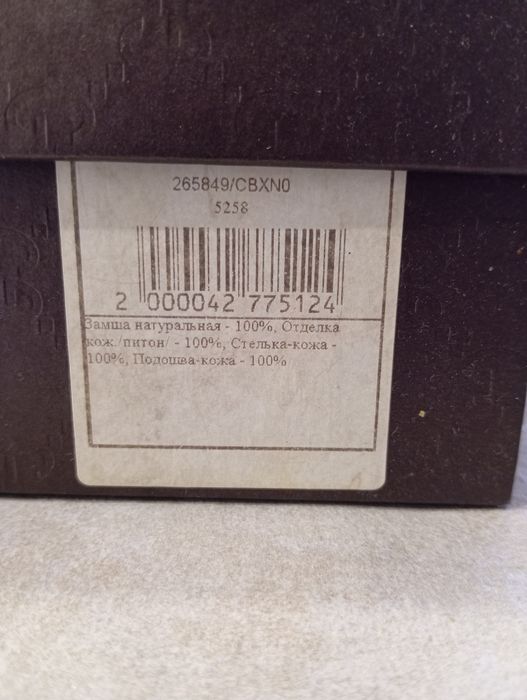 265849/CBXN0
5258
2 000042 775124
Замша натуральная - 100%, Отделка
кож./питон/ - 100%, Стелька-кожа -
100%, Подошва-кожа - 100%